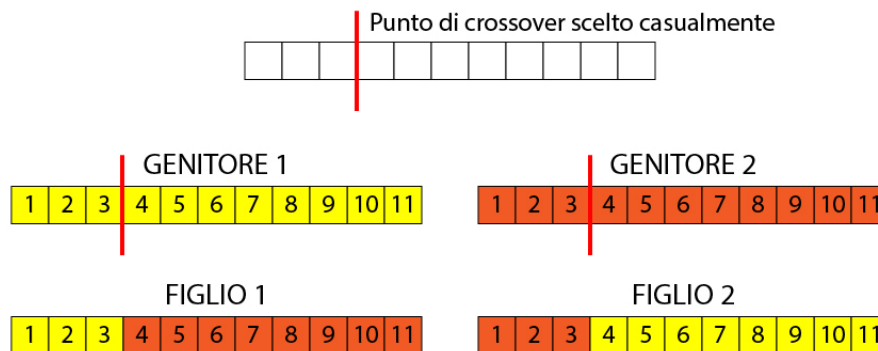 Punto di crossover scelto casualmente
GENITORE 1
GENITORE 2
1 2 3 4 5 6 7 8 9 10 11
1 2 3 4 5 6 7 8 9 10 11
FIGLIO 1
FIGLIO 2
1 2 3 4 5 6 7 8 9 10 11
1 2 3 4 5 6 7 8 9 10 11